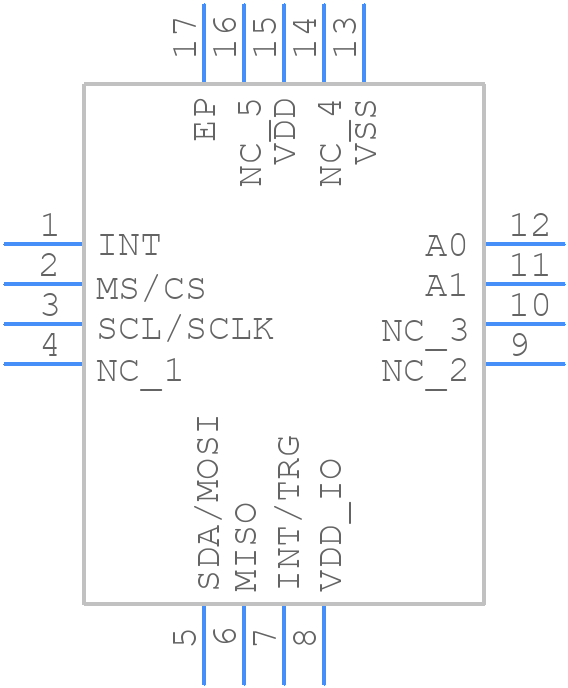 17
16
15
14
13
EP
NC_5
VDD
NC_4
VSS
1
INT
2
MS/CS
3
SCL/SCLK
4
NC_1
12
A0
11
A1
10
NC_3
9
NC_2
SDA/MOSI
MISO
INT/TRG
VDD_IO
5
6
7
8